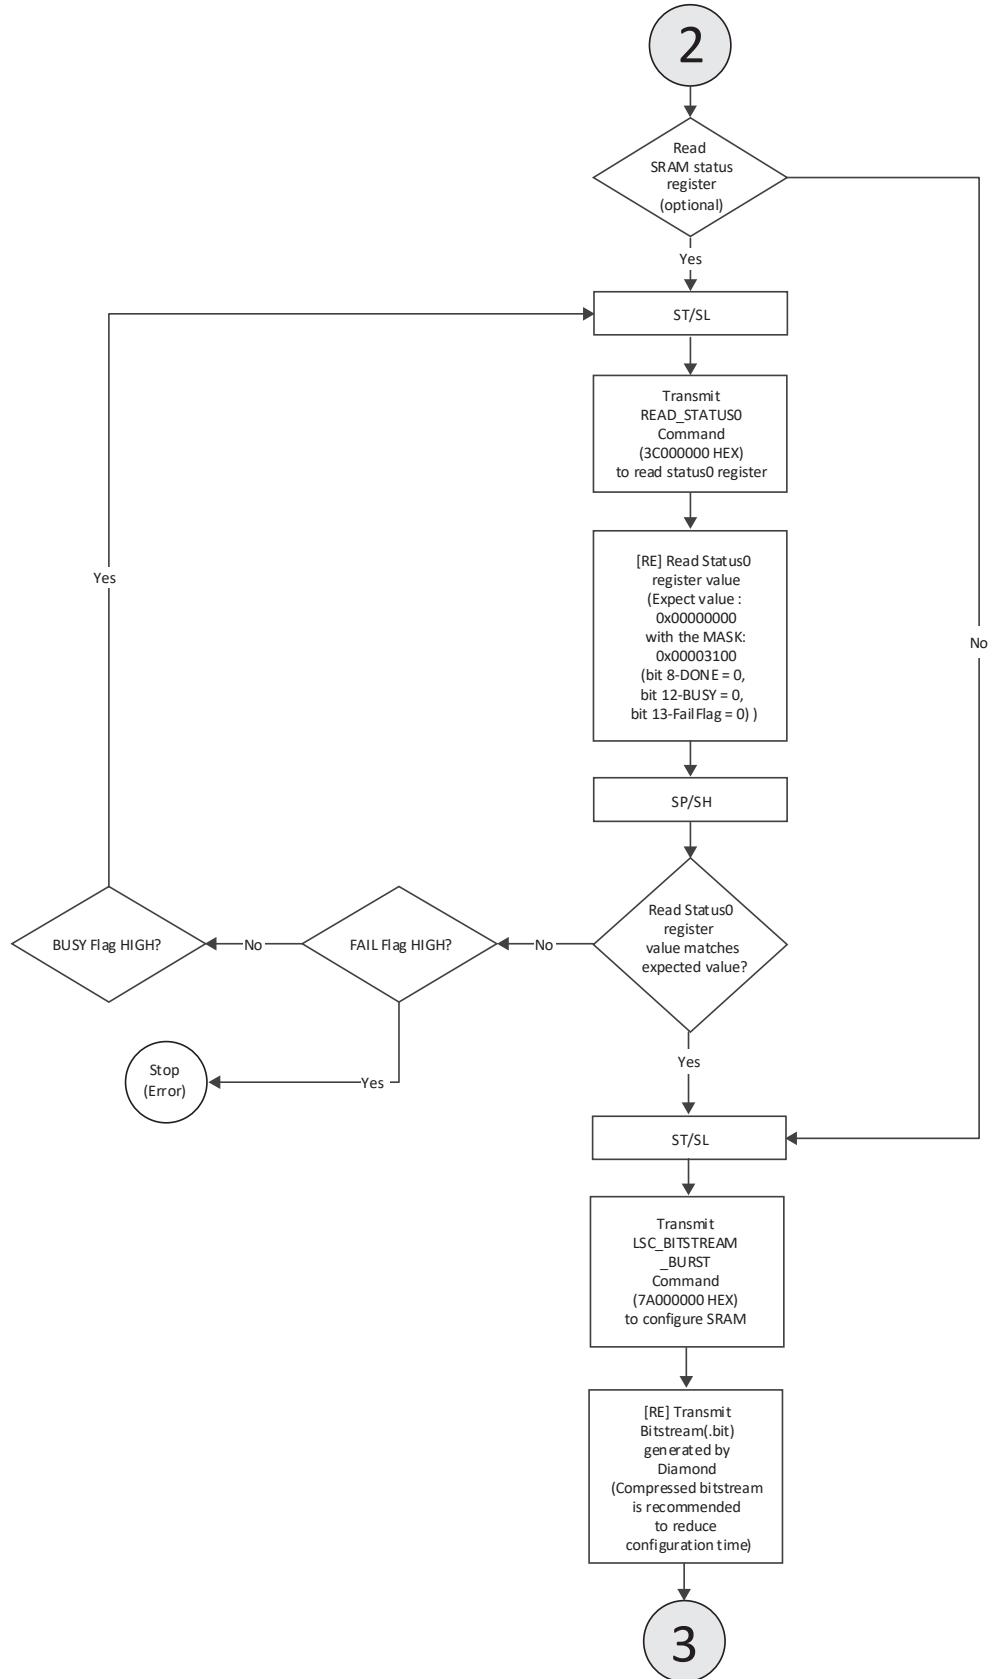 2
Read
SRAM status
register
(optional)
Yes
ST/SL
Transmit
READ_STATUS0
Command
(3C000000 HEX)
to read status0 register
[RE] Read Status0
register value
(Expect value :
0x00000000
with the MASK:
0x00003100
(bit 8-DONE = 0,
bit 12-BUSY = 0,
bit 13-FailFlag = 0) )
Yes
No
SP/SH
Read Status0
register
value matches
expected value?
No
FAIL Flag HIGH?
No
BUSY Flag HIGH?
Yes
Stop
(Error)
Yes
ST/SL
Transmit
LSC_BITSTREAM
_BURST
Command
(7A000000 HEX)
to configure SRAM
[RE] Transmit
Bitstream(.bit)
generated by
Diamond
(Compressed bitstream
is recommended
to reduce
configuration time)
3